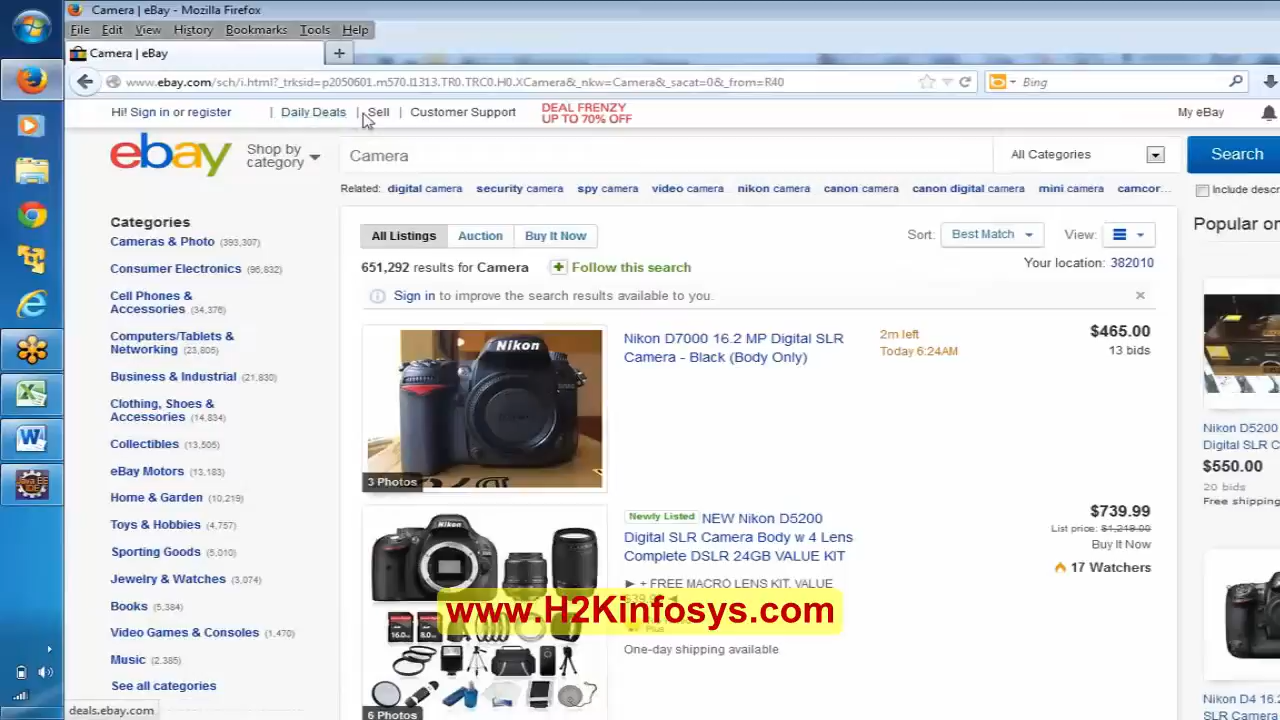 Camera | eBay - Mozilla Firefox
File Edit View History Bookmarks Tools Help
Camera | eBay
www.ebay.com/sch/i.html?_trksid=p2050601.m570.l1313.TR0.TRC0.H0.XCamera&_nkw=Camera&_sacat=0&_from=R40
Bing
Hi! Sign in or register | Daily Deals | Sell | Customer Support
DEAL FRENZY
UP TO 70% OFF
My eBay
ebay
Shop by
category
Camera
All Categories
Search
Related: digital camera security camera spy camera video camera nikon camera canon camera canon digital camera mini camera camcor...
Include descr
Categories
Cameras & Photo (393,307)
Consumer Electronics (96,832)
Cell Phones &
Accessories (34,376)
Computers/Tablets &
Networking (23,805)
Business & Industrial (21,830)
Clothing, Shoes &
Accessories (14,834)
Collectibles (13,505)
eBay Motors (13,183)
Home & Garden (10,219)
Toys & Hobbies (4,757)
Sporting Goods (5,010)
Jewelry & Watches (3,074)
Books (5,384)
Video Games & Consoles (1,470)
Music (2,385)
See all categories
All Listings Auction Buy It Now
Sort: Best Match View:
651,292 results for Camera
Follow this search
Your location: 382010
Sign in to improve the search results available to you.
Nikon
3 Photos
Nikon D7000 16.2 MP Digital SLR
Camera - Black (Body Only)
2m left
Today 6:24AM
$465.00
13 bids
Newly Listed NEW Nikon D5200
Digital SLR Camera Body w 4 Lens
Complete DSLR 24GB VALUE KIT
+ FREE MACRO LENS KIT. VALUE
One-day shipping available
$739.99
List price: $1,219.00
Buy It Now
17 Watchers
6 Photos
Popular on
Nikon D5200
Digital SLR C
$550.00
20 bids
Free shipping
Nikon D4 16.2
SLR Camera
www.H2Kinfosys.com
deals.ebay.com